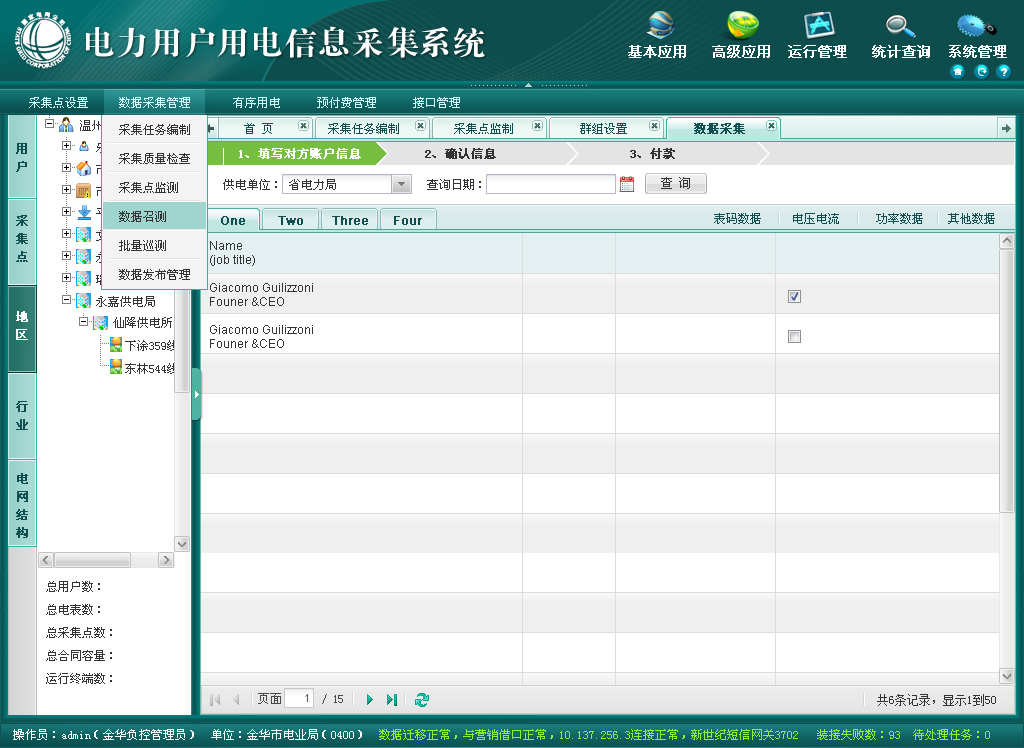 电力用户用电信息采集系统
基本应用 高级应用 运行管理 统计查询 系统管理
采集点设置 数据采集管理 有序用电 预付费管理 接口管理
用户
采集点
地区
行业
电网结构
温州
采集任务编制
采集质量检查
采集点监测
数据召测
批量巡测
数据发布管理
永嘉供电局
仙降供电所
下涂359线
东林544线
总用户数：
总电表数：
总采集点数：
总合同容量：
运行终端数：
首 页 采集任务编制 采集点监制 群组设置 数据采集
1、填写对方账户信息 2、确认信息 3、付款
供电单位： 省电力局 查询日期： 查 询
One Two Three Four 表码数据 电压电流 功率数据 其他数据
Name
(job title)
Giacomo Guilizzoni
Founer &CEO
Giacomo Guilizzoni
Founer &CEO
页面 1 / 15 共6条记录，显示1到50
操作员：admin（金华负控管理员） 单位：金华市电业局（0400） 数据迁移正常，与营销借口正常，10.137.256.3连接正常，新世纪短信网关3702 装接失败数：93 待处理任务：0